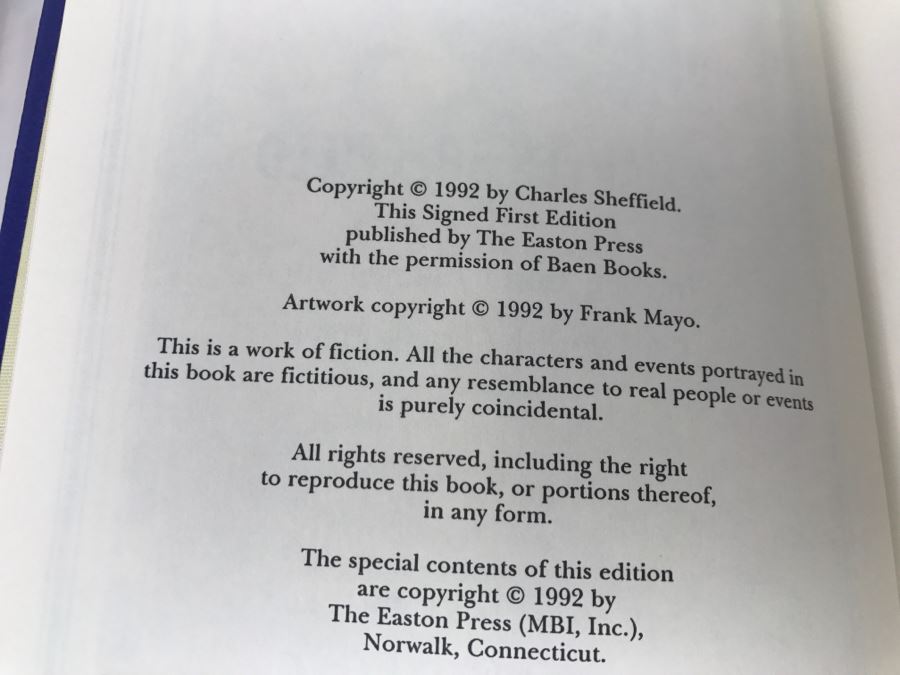 Copyright © 1992 by Charles Sheffield.
This Signed First Edition
published by The Easton Press
with the permission of Baen Books.
Artwork copyright © 1992 by Frank Mayo.
This is a work of fiction. All the characters and events portrayed in
this book are fictitious, and any resemblance to real people or events
is purely coincidental.
All rights reserved, including the right
to reproduce this book, or portions thereof,
in any form.
The special contents of this edition
are copyright © 1992 by
The Easton Press (MBI, Inc.),
Norwalk, Connecticut.